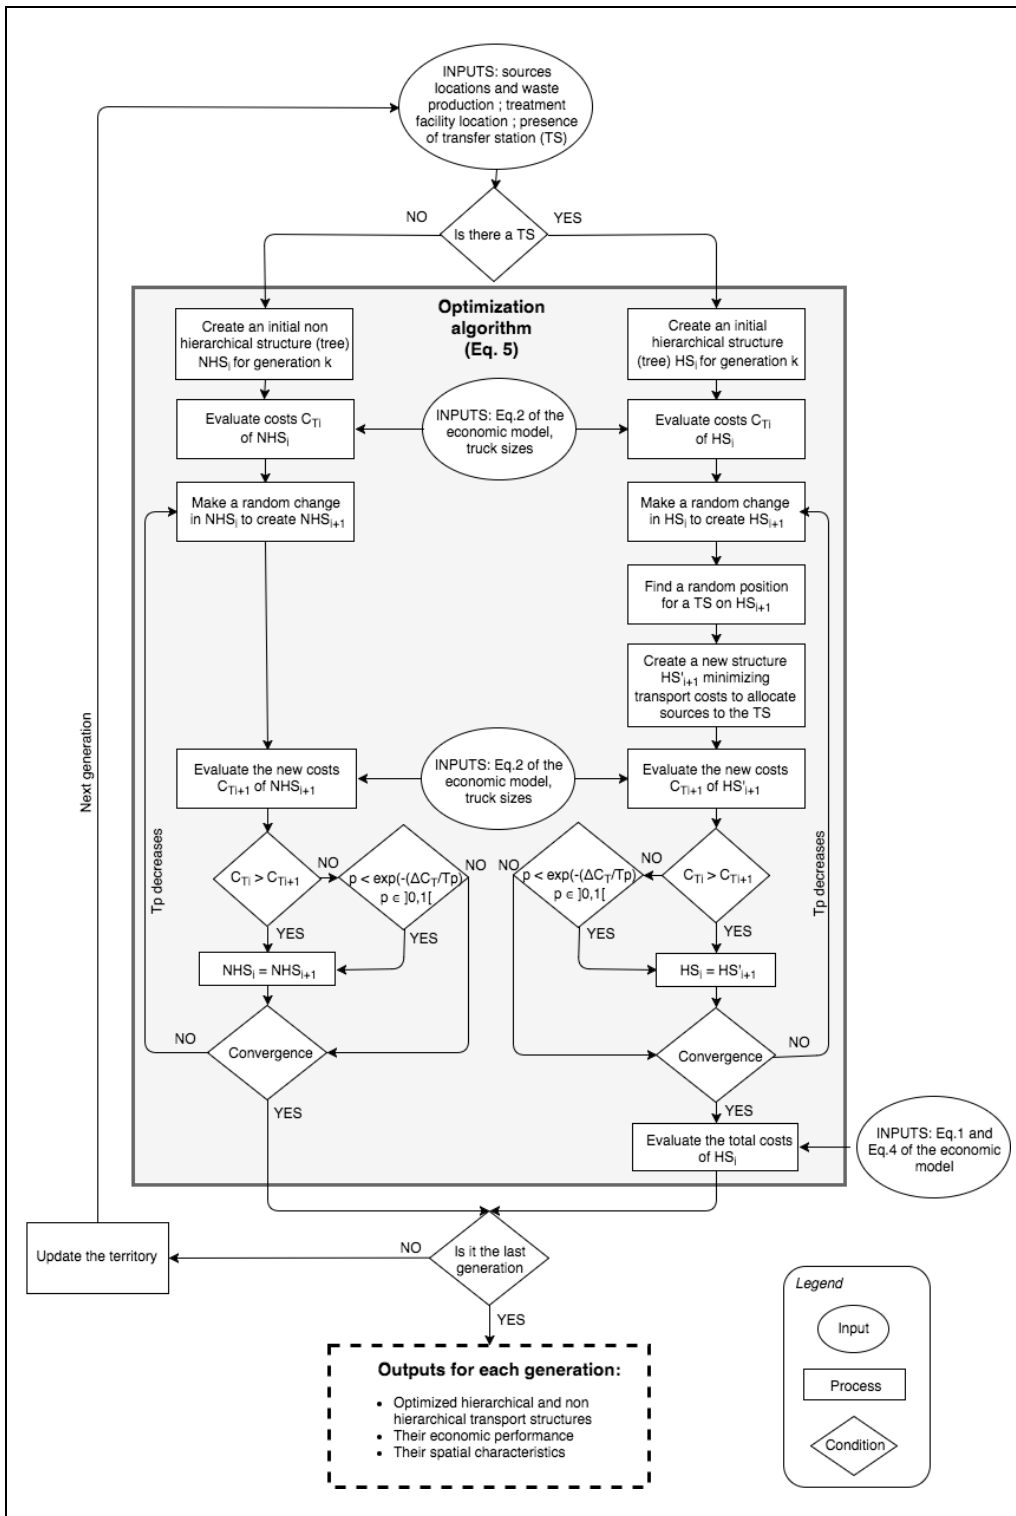 INPUTS: sources
locations and waste
production ; treatment
facility location ; presence
of transfer station (TS)
NO
YES
Is there a TS
Optimization
algorithm
(Eq. 5)
Create an initial non
hierarchical structure (tree)
NHSi for generation k
Create an initial
hierarchical structure
(tree) HSi for generation k
Evaluate costs CTi
of NHSi
INPUTS: Eq.2 of the
economic model,
truck sizes
Evaluate costs CTi
of HSi
Make a random change
in NHSi to create NHSi+1
Make a random change
in HSi to create HSi+1
Find a random position
for a TS on HSi+1
Create a new structure
HS'i+1 minimizing
transport costs to allocate
sources to the TS
Next generation
Evaluate the new costs
CTi+1 of NHSi+1
INPUTS: Eq.2 of the
economic model,
truck sizes
Evaluate the new costs
CTi+1 of HS'i+1
Tp decreases
CTi > CTi+1
NO
p < exp(-(ΔCT/Tp)
p ∈ ]0,1[
NO
NO
p < exp(-(ΔCT/Tp)
p ∈ ]0,1[
NO
CTi > CTi+1
Tp decreases
YES
YES
YES
YES
NHSi = NHSi+1
HSi = HS'i+1
NO
Convergence
Convergence
NO
YES
YES
Evaluate the total costs
of HSi
INPUTS: Eq.1 and
Eq.4 of the economic
model
Update the territory
NO
Is it the last
generation
YES
Outputs for each generation:
• Optimized hierarchical and non
hierarchical transport structures
• Their economic performance
• Their spatial characteristics
Legend
Input
Process
Condition